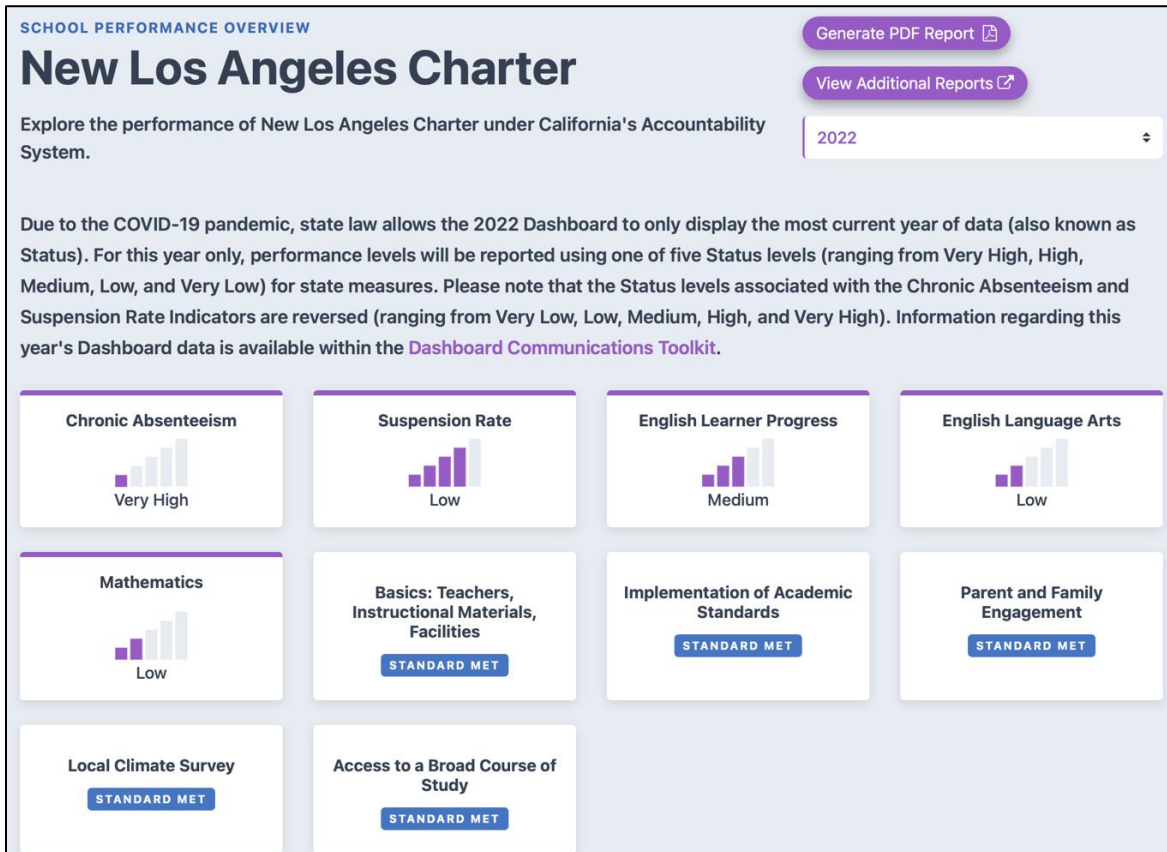 SCHOOL PERFORMANCE OVERVIEW
New Los Angeles Charter
Explore the performance of New Los Angeles Charter under California's Accountability
System.
Generate PDF Report
View Additional Reports
2022
Due to the COVID-19 pandemic, state law allows the 2022 Dashboard to only display the most current year of data (also known as
Status). For this year only, performance levels will be reported using one of five Status levels (ranging from Very High, High,
Medium, Low, and Very Low) for state measures. Please note that the Status levels associated with the Chronic Absenteeism and
Suspension Rate Indicators are reversed (ranging from Very Low, Low, Medium, High, and Very High). Information regarding this
year's Dashboard data is available within the Dashboard Communications Toolkit.
Chronic Absenteeism
Very High
Suspension Rate
Low
English Learner Progress
Medium
English Language Arts
Low
Mathematics
Low
Basics: Teachers,
Instructional Materials,
Facilities
STANDARD MET
Implementation of Academic
Standards
STANDARD MET
Parent and Family
Engagement
STANDARD MET
Local Climate Survey
STANDARD MET
Access to a Broad Course of
Study
STANDARD MET